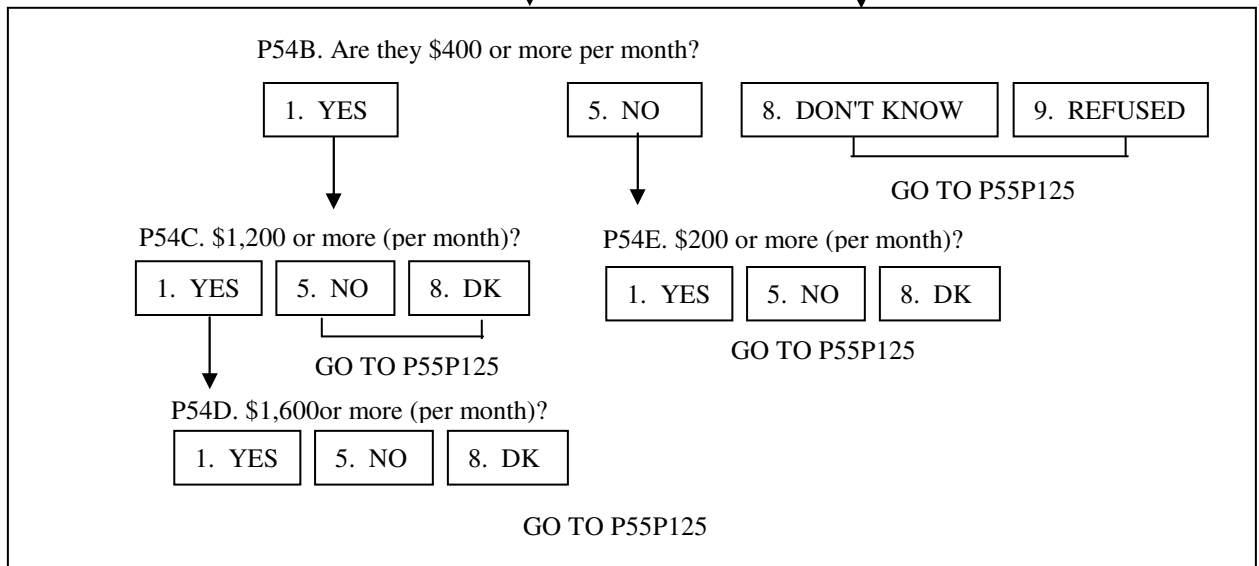 P54B. Are they $400 or more per month?
1. YES 5. NO 8. DON'T KNOW 9. REFUSED
GO TO P55P125
P54C. $1,200 or more (per month)? P54E. $200 or more (per month)?
1. YES 5. NO 8. DK 1. YES 5. NO 8. DK
GO TO P55P125 GO TO P55P125
P54D. $1,600or more (per month)?
1. YES 5. NO 8. DK
GO TO P55P125